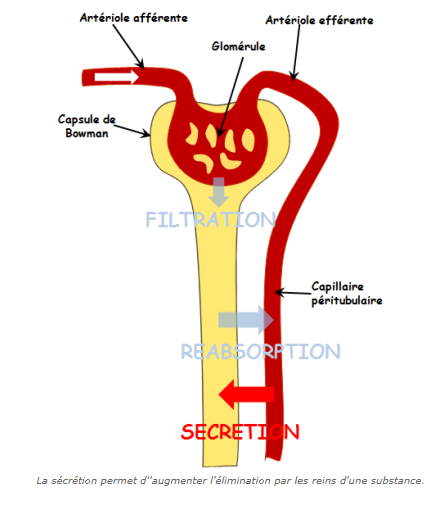 Artériole afférente
Artériole efférente
Glomérule
Capsule de
Bowman
FILTRATION
Capillaire
péritubulaire
REABSORPTION
SECRETION
La sécrétion permet d''augmenter l'élimination par les reins d'une substance.